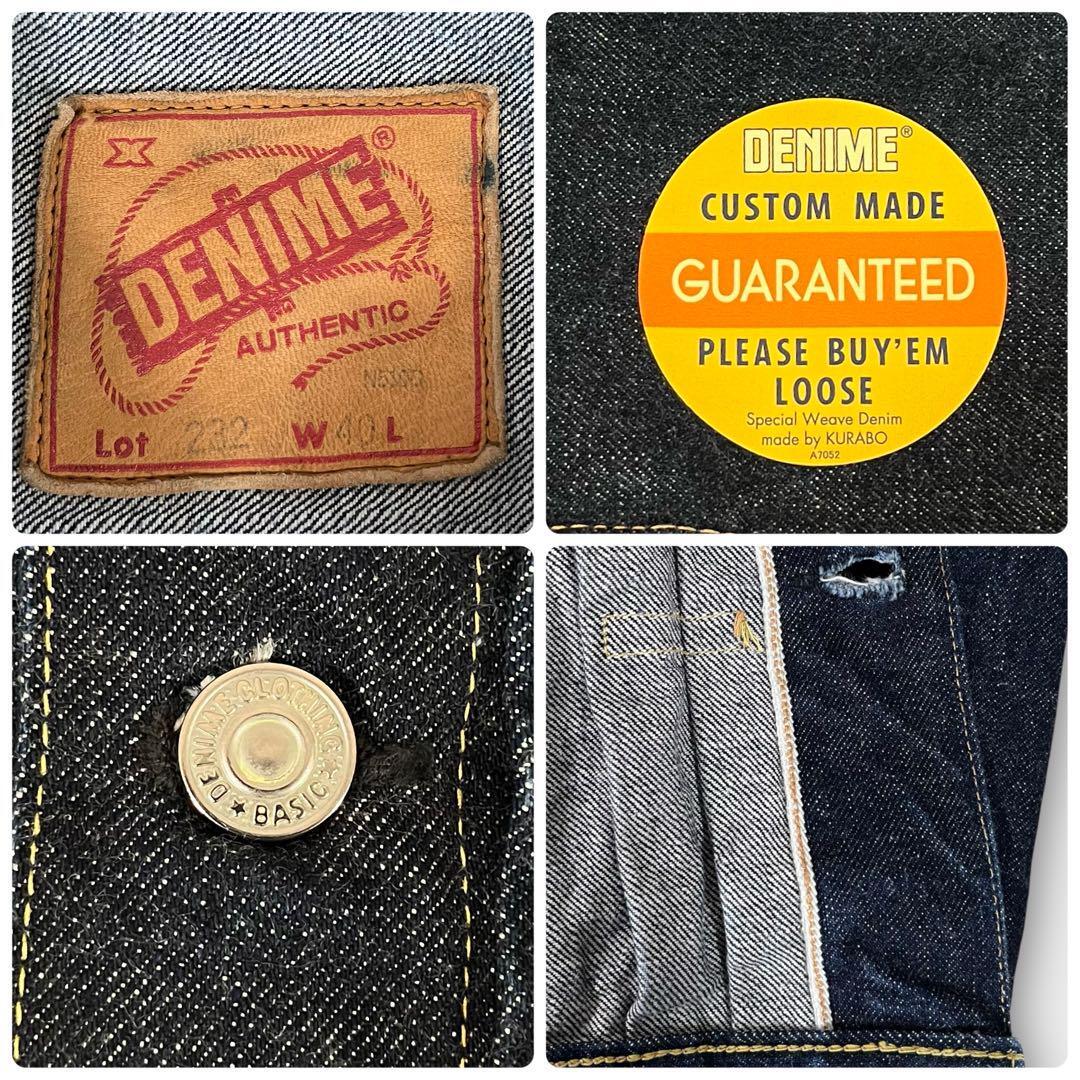 X
DENIME®
AUTHENTIC
Lot 232 W 40 L
DENIME®
CUSTOM MADE
GUARANTEED
PLEASE BUY'EM
LOOSE
Special Weave Denim
made by KURABO
A7052
DENIME CLOTHING
★ BASIC